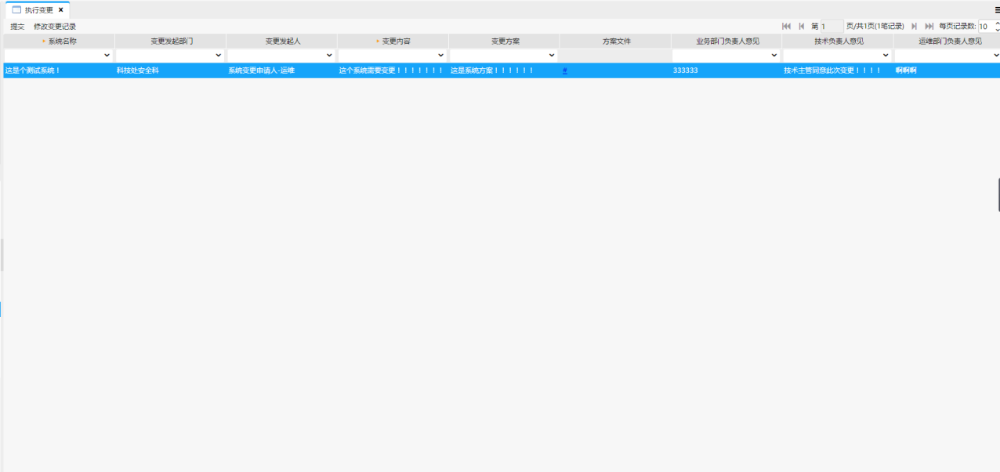 执行变更 ×
提交 修改变更记录 第 1 页/共1页(1笔记录) 每页记录数: 10
系统名称 变更发起部门 变更发起人 变更内容 变更方案 方案文件 业务部门负责人意见 技术负责人意见 运维部门负责人意见
这是个测试系统！ 科技处安全科 系统变更申请人-运维 这个系统需要变更！！！！！！！ 这是系统方案！！！！！！ # 333333 技术主管同意此次变更！！！！ 啊啊啊